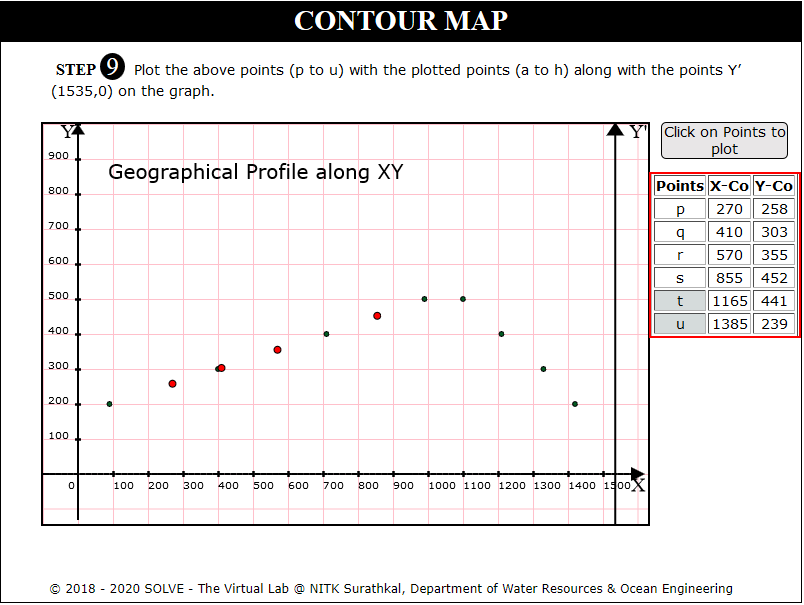 CONTOUR MAP
STEP 9 Plot the above points (p to u) with the plotted points (a to h) along with the points Y′
(1535,0) on the graph.
Y Y'
Geographical Profile along XY
900
800
700
600
500
400
300
200
100
0 100 200 300 400 500 600 700 800 900 1000 1100 1200 1300 1400 1500 X
Click on Points to
plot
Points X-Co Y-Co
p 270 258
q 410 303
r 570 355
s 855 452
t 1165 441
u 1385 239
© 2018 - 2020 SOLVE - The Virtual Lab @ NITK Surathkal, Department of Water Resources & Ocean Engineering